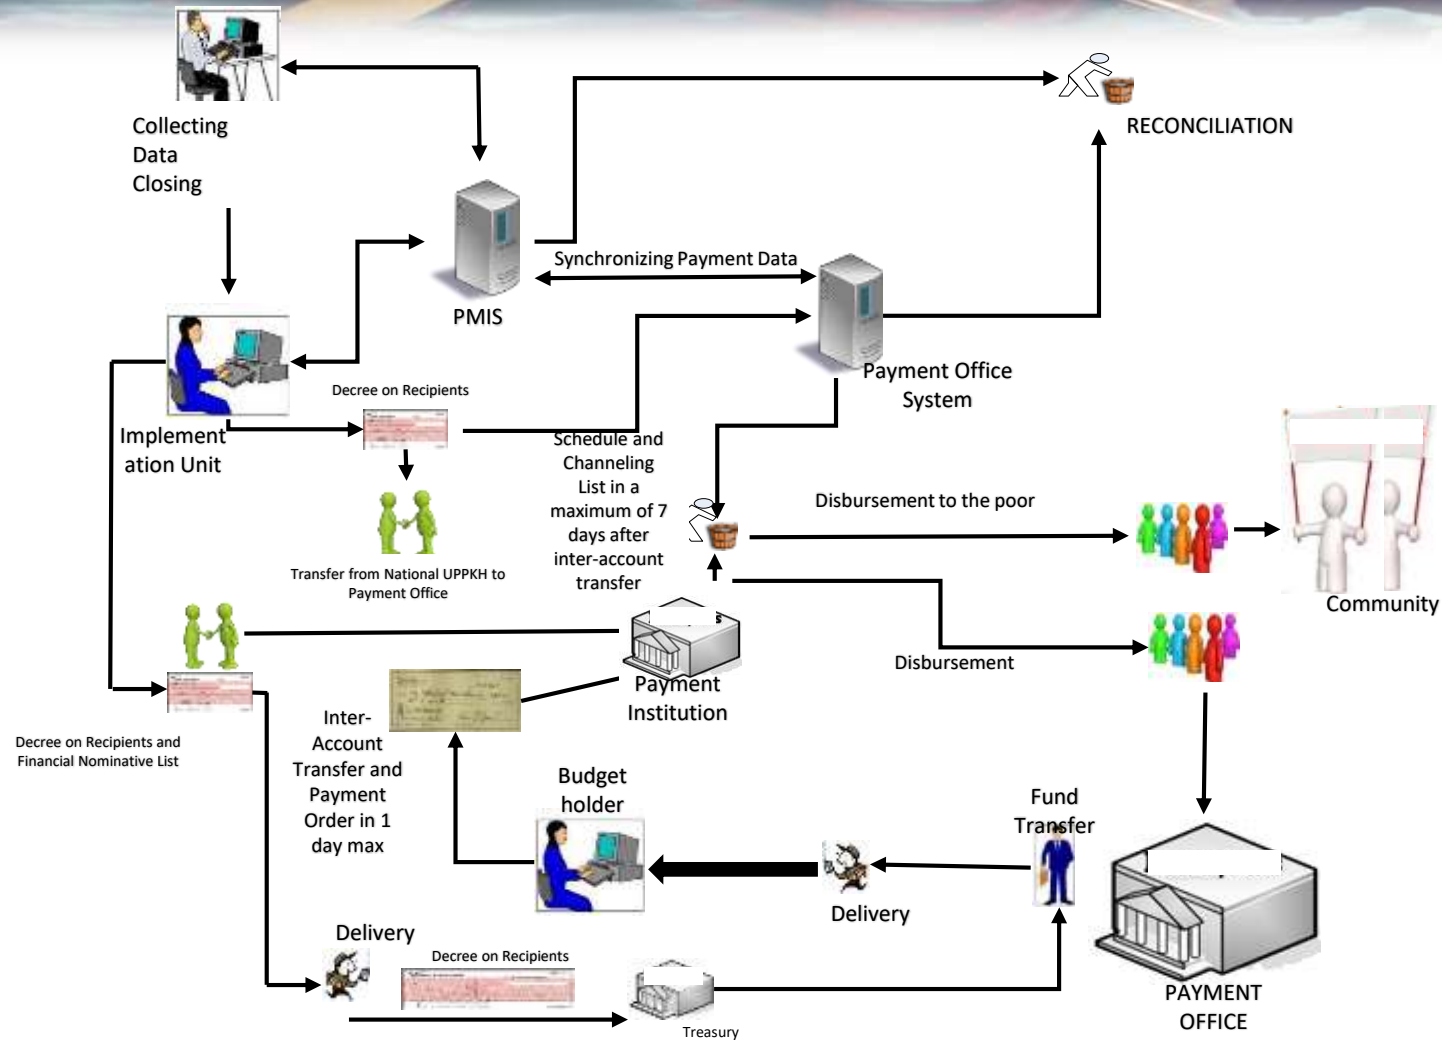 Collecting
Data
Closing
RECONCILIATION
Synchronizing Payment Data
PMIS
Payment Office
System
Decree on Recipients
Implement
ation Unit
Schedule and
Channeling
List in a
maximum of 7
days after
inter-account
transfer
Disbursement to the poor
Transfer from National UPPKH to
Payment Office
Community
Disbursement
Payment
Institution
Decree on Recipients and
Financial Nominative List
Inter-
Account
Transfer and
Payment
Order in 1
day max
Budget
holder
Fund
Transfer
Delivery
Delivery
Decree on Recipients
Treasury
PAYMENT
OFFICE